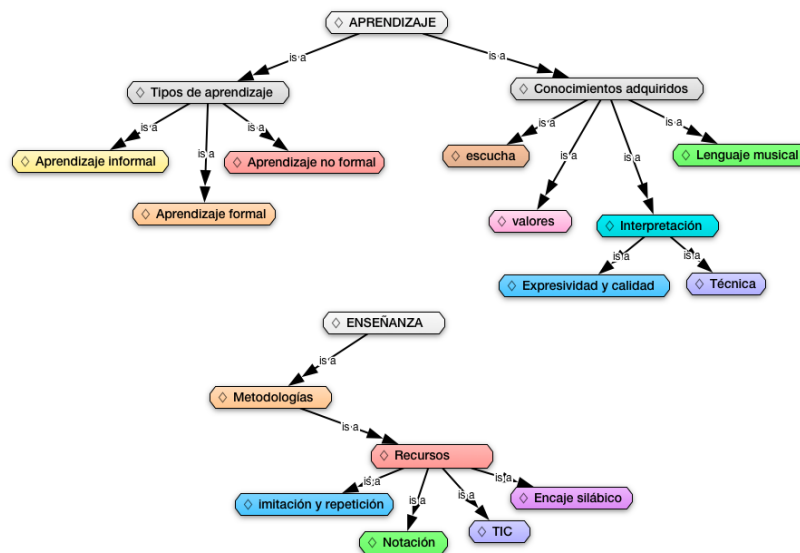 ◇ APRENDIZAJE
is a
is a
◇ Tipos de aprendizaje
◇ Conocimientos adquiridos
is a
is a
is a
is a
is a
is a
is a
◇ Aprendizaje informal
◇ Aprendizaje no formal
◇ escucha
◇ Lenguaje musical
◇ Aprendizaje formal
◇ valores
◇ Interpretación
is a
is a
◇ Expresividad y calidad
◇ Técnica
◇ ENSEÑANZA
is a
◇ Metodologías
is a
◇ Recursos
is a
is a
is a
is a
◇ imitación y repetición
◇ Encaje silábico
◇ Notación
◇ TIC